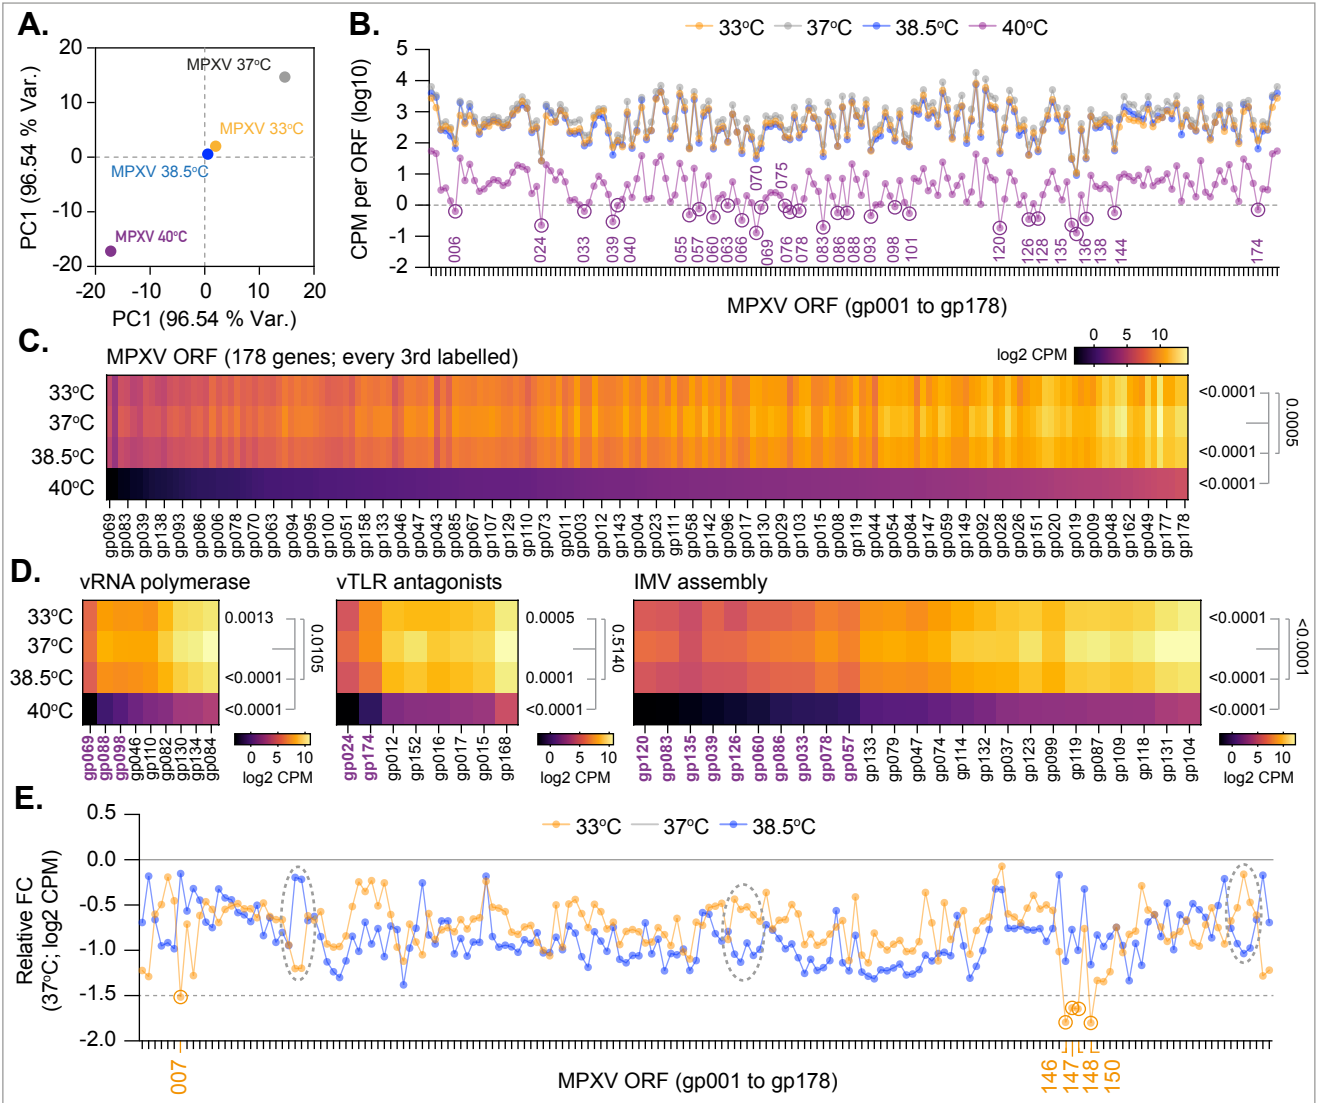 A.
20
10
0
-10
-20
-20
-10
0
10
20
PC1 (96.54 % Var.)
PC1 (96.54 % Var.)
MPXV 37°C
MPXV 33°C
MPXV 38.5°C
MPXV 40°C
B.
33°C
37°C
38.5°C
40°C
5
4
3
2
1
0
-1
-2
CPM per ORF (log10)
006
024
033
039
040
055
057
060
063
066
070
069
075
076
078
083
086
088
093
098
101
120
126
128
135
136
138
144
174
MPXV ORF (gp001 to gp178)
C.
MPXV ORF (178 genes; every 3rd labelled)
log2 CPM
0 5 10
33°C
37°C
38.5°C
40°C
<0.0001
<0.0001
<0.0001
0.0005
gp069
gp083
gp039
gp138
gp093
gp086
gp006
gp078
gp070
gp063
gp094
gp095
gp100
gp051
gp158
gp133
gp046
gp047
gp043
gp085
gp067
gp107
gp129
gp110
gp073
gp011
gp003
gp012
gp143
gp004
gp023
gp111
gp058
gp142
gp096
gp017
gp130
gp029
gp103
gp015
gp008
gp119
gp044
gp054
gp084
gp147
gp059
gp149
gp092
gp028
gp026
gp151
gp020
gp019
gp009
gp048
gp162
gp049
gp177
gp178
D.
vRNA polymerase
33°C
37°C
38.5°C
40°C
0.0013
<0.0001
<0.0001
0.0105
gp069
gp088
gp098
gp046
gp110
gp082
gp130
gp134
gp084
0 5 10
log2 CPM
vTLR antagonists
0.0005
0.0001
<0.0001
0.5140
gp024
gp174
gp012
gp152
gp016
gp017
gp015
gp168
0 5 10
log2 CPM
IMV assembly
<0.0001
<0.0001
<0.0001
<0.0001
gp120
gp083
gp135
gp039
gp126
gp060
gp086
gp033
gp078
gp057
gp133
gp079
gp047
gp074
gp114
gp132
gp037
gp123
gp099
gp119
gp087
gp109
gp118
gp131
gp104
0 5 10
log2 CPM
E.
33°C
37°C
38.5°C
0.5
0.0
-0.5
-1.0
-1.5
-2.0
Relative FC
(37°C; log2 CPM)
007
146
147
148
150
MPXV ORF (gp001 to gp178)